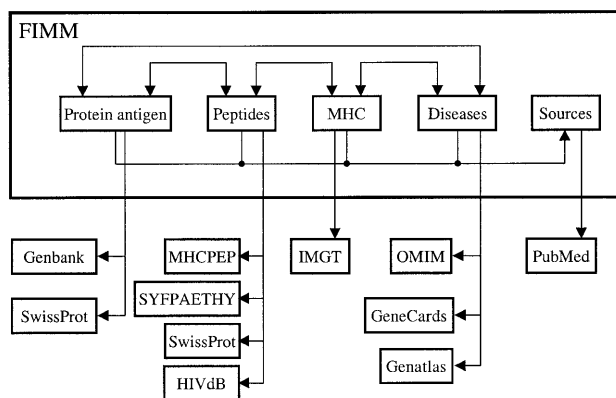 FIMM
Protein antigen
Peptides
MHC
Diseases
Sources
Genbank
MHCPEP
IMGT
OMIM
PubMed
SYFPAETHY
SwissProt
GeneCards
SwissProt
Genatlas
HIVdB